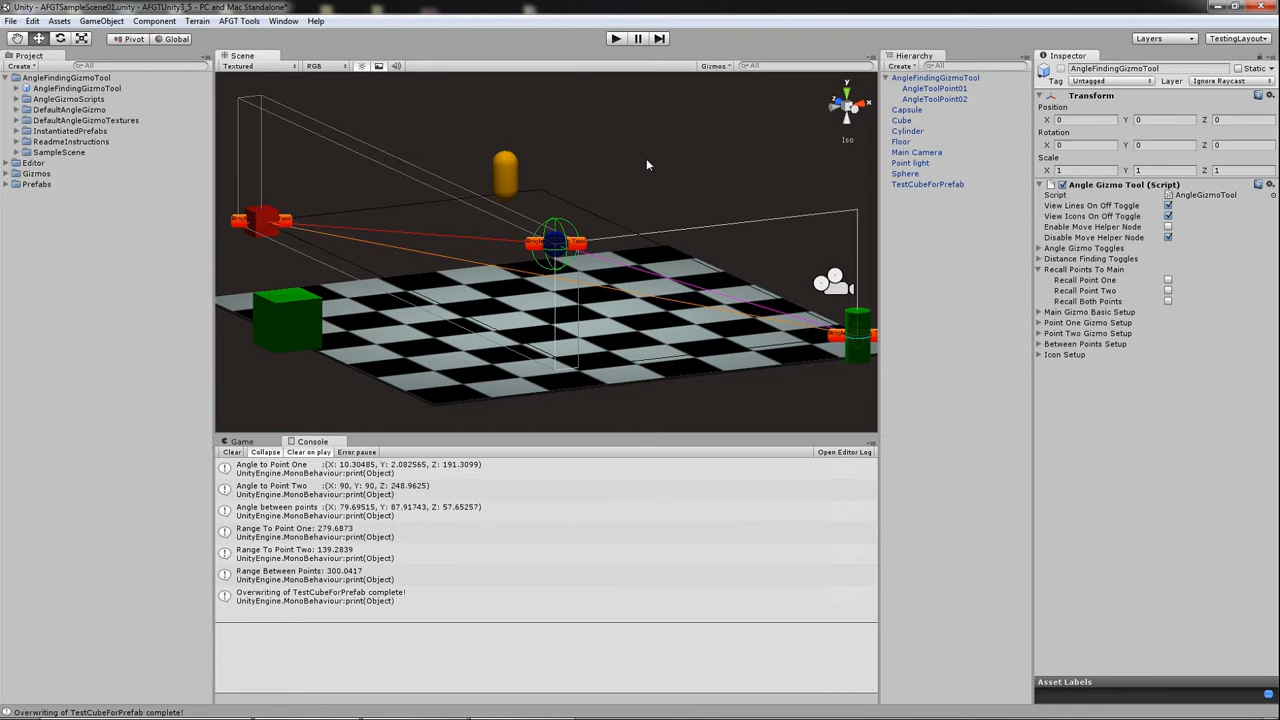 Unity - AFGTSampleScene01.unity - AFGTUnity3_5 - PC and Mac Standalone*
File Edit Assets GameObject Component Terrain AFGT Tools Window Help
Pivot Global Layers TestingLayout
Project
Create All
AngleFindingGizmoTool
AngleFindingGizmoTool
AngleGizmoScripts
DefaultAngleGizmo
DefaultAngleGizmoTextures
InstantiatedPrefabs
ReadmeInstructions
SampleScene
Editor
Gizmos
Prefabs
Scene
Textured RGB Gizmos All
y
x
Iso
Game Console
Clear Collapse Clear on play Error pause Open Editor Log
Angle to Point One :(X: 10.30485, Y: 2.082565, Z: 191.3099)
UnityEngine.MonoBehaviour:print(Object)
Angle to Point Two :(X: 90, Y: 90, Z: 248.9625)
UnityEngine.MonoBehaviour:print(Object)
Angle between points :(X: 79.69515, Y: 87.91743, Z: 57.65257)
UnityEngine.MonoBehaviour:print(Object)
Range To Point One: 279.6873
UnityEngine.MonoBehaviour:print(Object)
Range To Point Two: 139.2839
UnityEngine.MonoBehaviour:print(Object)
Range Between Points: 300.0417
UnityEngine.MonoBehaviour:print(Object)
Overwriting of TestCubeForPrefab complete!
UnityEngine.MonoBehaviour:print(Object)
Hierarchy
Create All
AngleFindingGizmoTool
AngleToolPoint01
AngleToolPoint02
Capsule
Cube
Cylinder
Floor
Main Camera
Point light
Sphere
TestCubeForPrefab
Inspector
AngleFindingGizmoTool Static
Tag Untagged Layer Ignore Raycast
Transform
Position
X 0 Y 0 Z 0
Rotation
X 0 Y 0 Z 0
Scale
X 1 Y 1 Z 1
Angle Gizmo Tool (Script)
Script AngleGizmoTool
View Lines On Off Toggle
View Icons On Off Toggle
Enable Move Helper Node
Disable Move Helper Node
Angle Gizmo Toggles
Distance Finding Toggles
Recall Points To Main
Recall Point One
Recall Point Two
Recall Both Points
Main Gizmo Basic Setup
Point One Gizmo Setup
Point Two Gizmo Setup
Between Points Setup
Icon Setup
Asset Labels
Overwriting of TestCubeForPrefab complete!